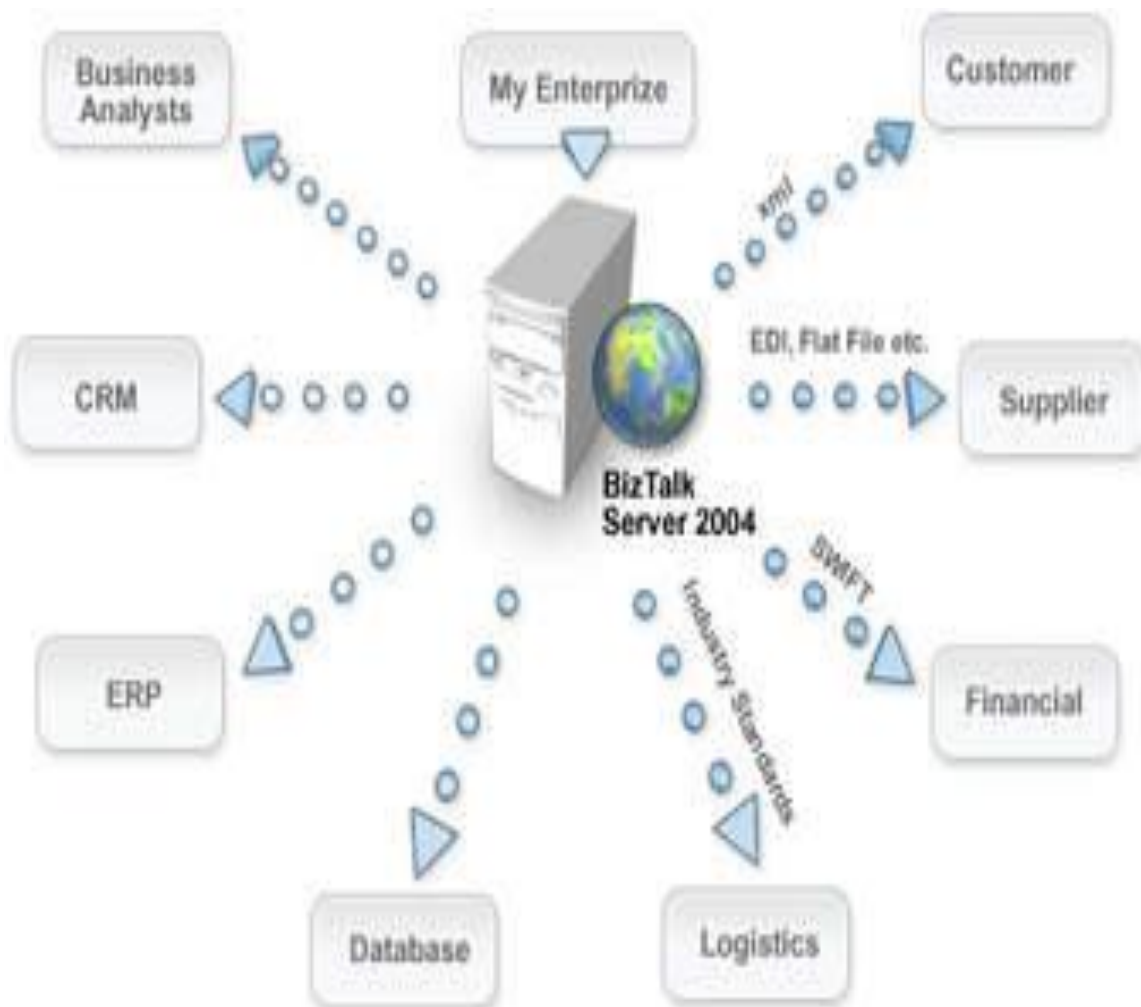 Business
Analysts
My Enterprize
Customer
xml
EDI, Flat File etc.
CRM
Supplier
BizTalk
Server 2004
SWIFT
Industry Standards
ERP
Financial
Database
Logistics